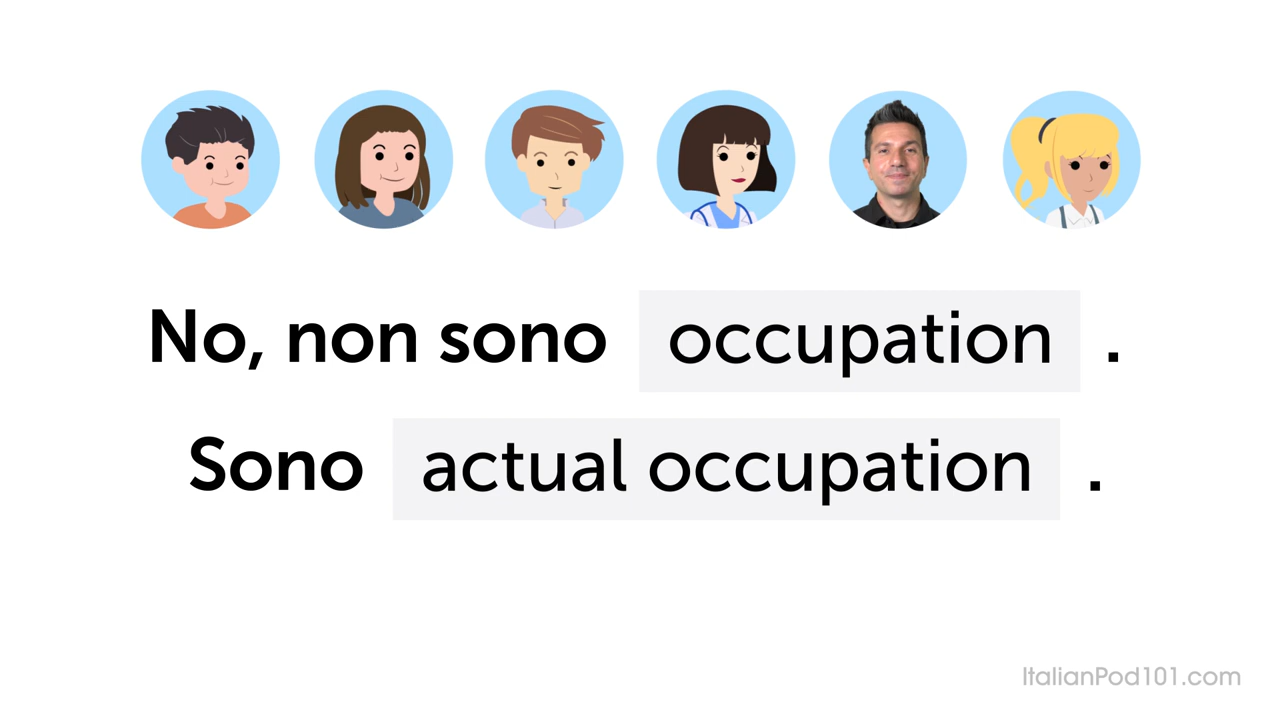 No, non sono occupation .
Sono actual occupation .
ItalianPod101.com